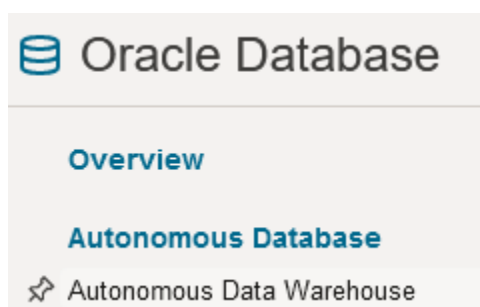 Oracle Database
Overview
Autonomous Database
Autonomous Data Warehouse